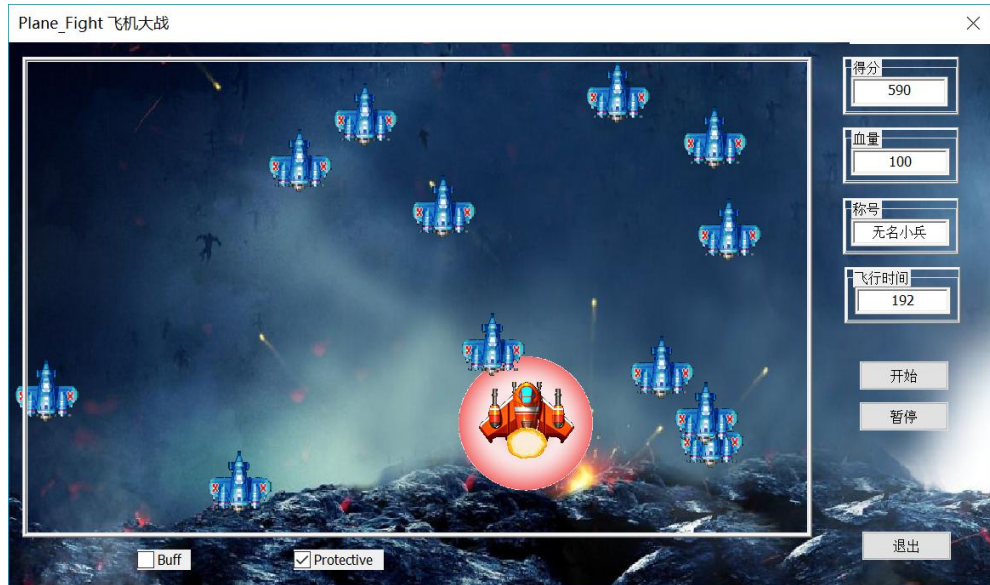 Plane_Fight 飞机大战
得分
590
血量
100
称号
无名小兵
飞行时间
192
开始
暂停
退出
Buff
Protective